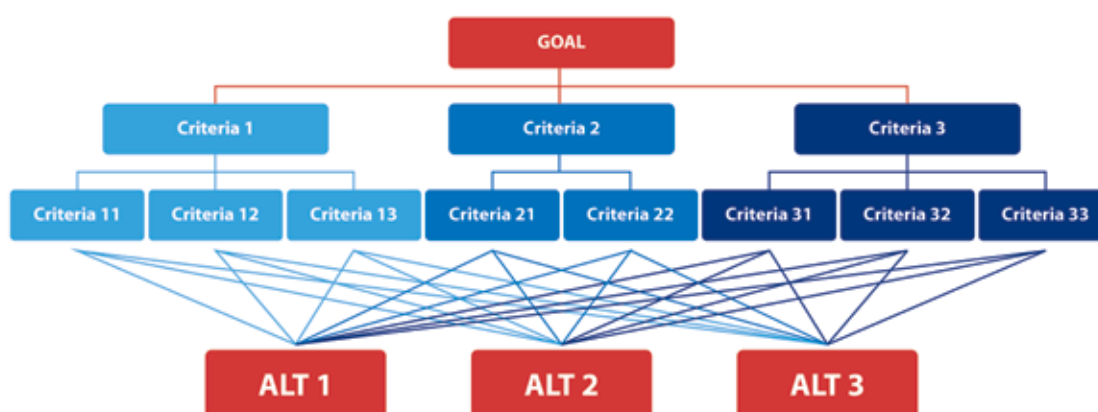 GOAL
Criteria 1
Criteria 2
Criteria 3
Criteria 11
Criteria 12
Criteria 13
Criteria 21
Criteria 22
Criteria 31
Criteria 32
Criteria 33
ALT 1
ALT 2
ALT 3